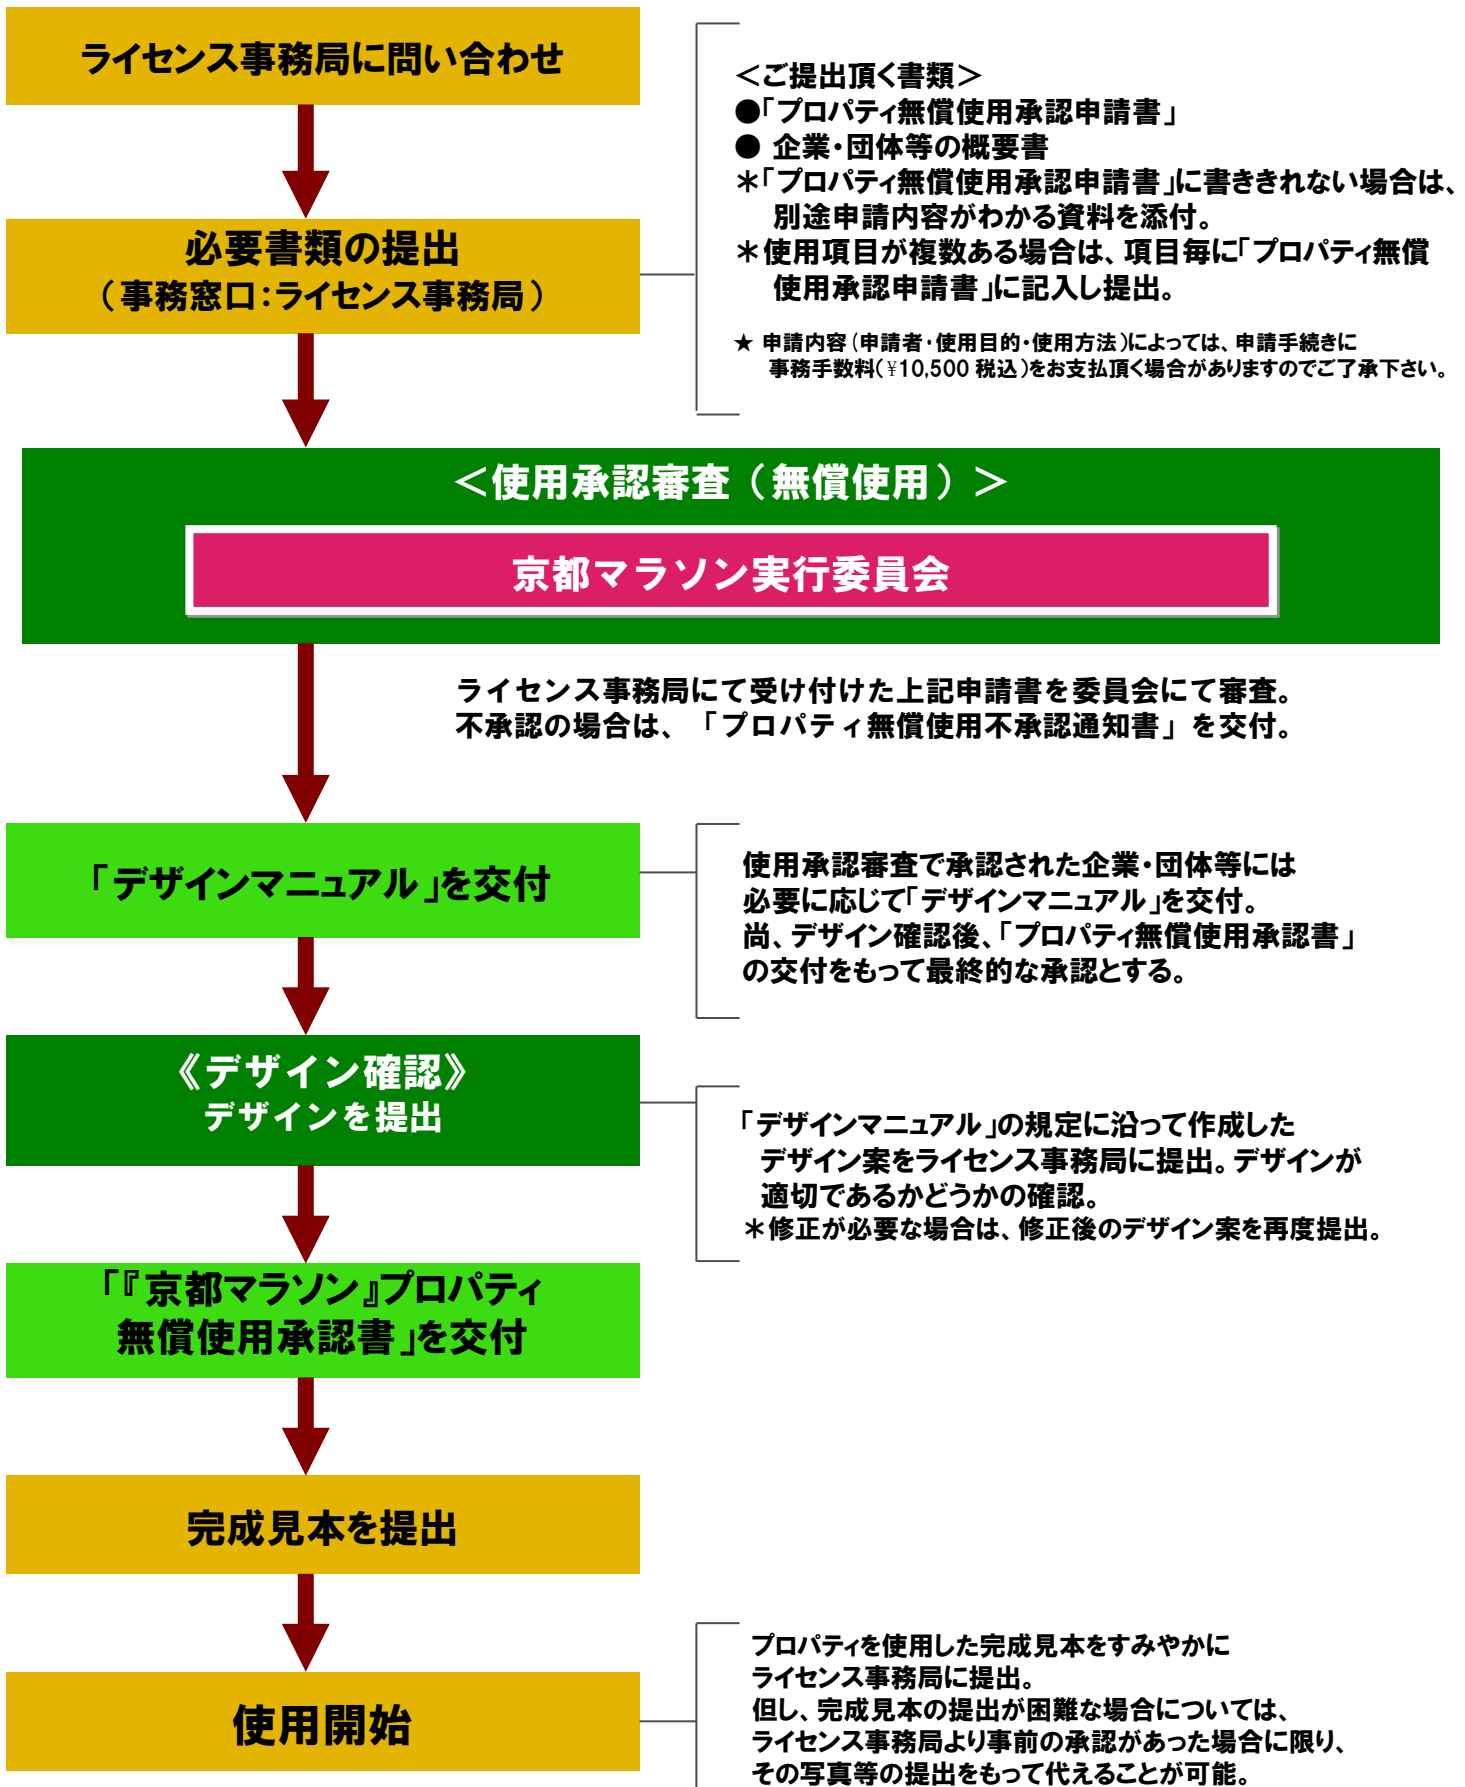 ライセンス事務局に問い合わせ
＜ご提出頂く書類＞
●「プロパティ無償使用承認申請書」
● 企業・団体等の概要書
＊「プロパティ無償使用承認申請書」に書ききれない場合は、
別途申請内容がわかる資料を添付。
＊使用項目が複数ある場合は、項目毎に「プロパティ無償
使用承認申請書」に記入し提出。
★ 申請内容（申請者・使用目的・使用方法）によっては、申請手続きに
事務手数料（¥10,500 税込）をお支払頂く場合がありますのでご了承下さい。
必要書類の提出
（事務窓口：ライセンス事務局）
＜使用承認審査（無償使用）＞
京都マラソン実行委員会
ライセンス事務局にて受け付けた上記申請書を委員会にて審査。
不承認の場合は、「プロパティ無償使用不承認通知書」を交付。
「デザインマニュアル」を交付
使用承認審査で承認された企業・団体等には
必要に応じて「デザインマニュアル」を交付。
尚、デザイン確認後、「プロパティ無償使用承認書」
の交付をもって最終的な承認とする。
《デザイン確認》
デザインを提出
「デザインマニュアル」の規定に沿って作成した
デザイン案をライセンス事務局に提出。デザインが
適切であるかどうかの確認。
＊修正が必要な場合は、修正後のデザイン案を再度提出。
「『京都マラソン』プロパティ
無償使用承認書」を交付
完成見本を提出
使用開始
プロパティを使用した完成見本をすみやかに
ライセンス事務局に提出。
但し、完成見本の提出が困難な場合については、
ライセンス事務局より事前の承認があった場合に限り、
その写真等の提出をもって代えることが可能。